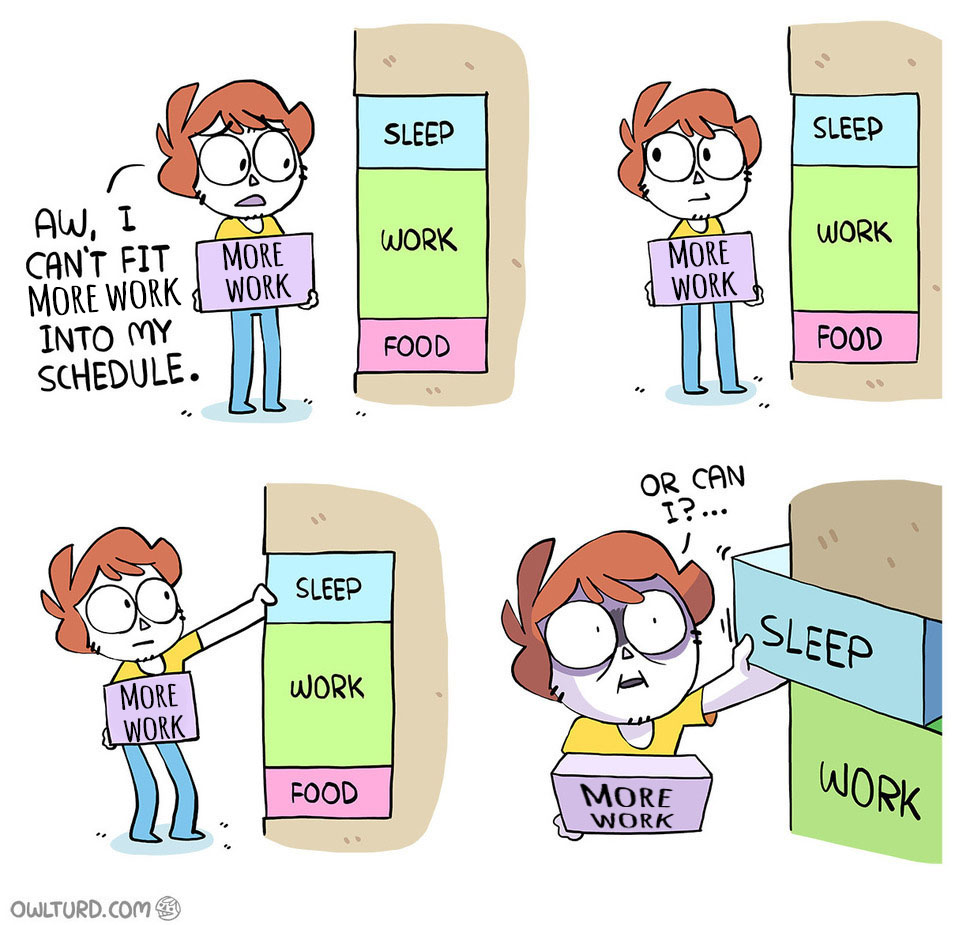 AW, I
CAN'T FIT
MORE WORK
INTO MY
SCHEDULE.
MORE
WORK
SLEEP
WORK
FOOD
MORE
WORK
SLEEP
WORK
FOOD
MORE
WORK
SLEEP
WORK
FOOD
OR CAN
I?...
MORE
WORK
SLEEP
WORK
OWLTURD.COM